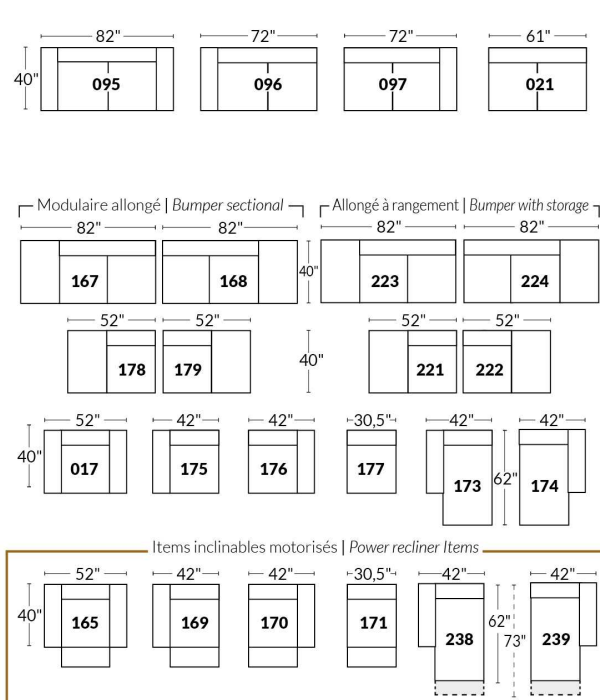 82" 72" 72" 61"
40" 095 096 097 021
Modulaire allongé | Bumper sectional Allongé à rangement | Bumper with storage
82" 82" 82" 82"
167 168 40" 223 224
52" 52" 52" 52"
178 179 40" 221 222
52" 42" 42" 30,5" 42" 42"
40" 017 175 176 177 173 62" 174
Items inclinables motorisés | Power recliner Items
52" 42" 42" 30,5" 42" 42"
40" 165 169 170 171 238 62" 73" 239